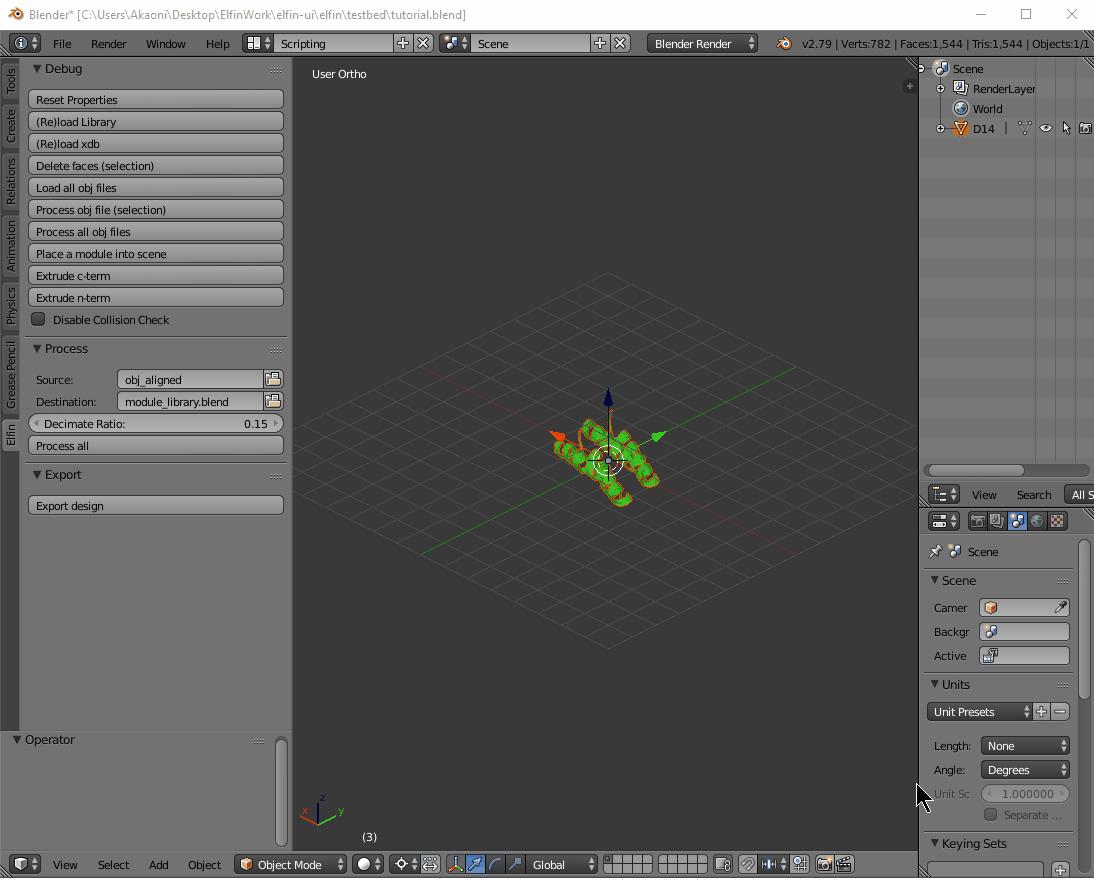 Blender* [C:\Users\Akaoni\Desktop\ElfinWork\elfin-ui\elfin\testbed\tutorial.blend]
File Render Window Help Scripting Scene Blender Render v2.79 | Verts:782 | Faces:1,544 | Tris:1,544 | Objects:1/1
Tools
Create
Relations
Animation
Physics
Grease Pencil
Elfin
Debug
Reset Properties
(Re)load Library
(Re)load xdb
Delete faces (selection)
Load all obj files
Process obj file (selection)
Process all obj files
Place a module into scene
Extrude c-term
Extrude n-term
Disable Collision Check
Process
Source: obj_aligned
Destination: module_library.blend
Decimate Ratio: 0.15
Process all
Export
Export design
Operator
User Ortho
z
x y
(3)
View Select Add Object Object Mode Global
Scene
RenderLayer
World
D14
View Search All S
Scene
Scene
Camer
Backgr
Active
Units
Unit Presets
Length: None
Angle: Degrees
Unit Sc 1.000000
Separate ...
Keying Sets